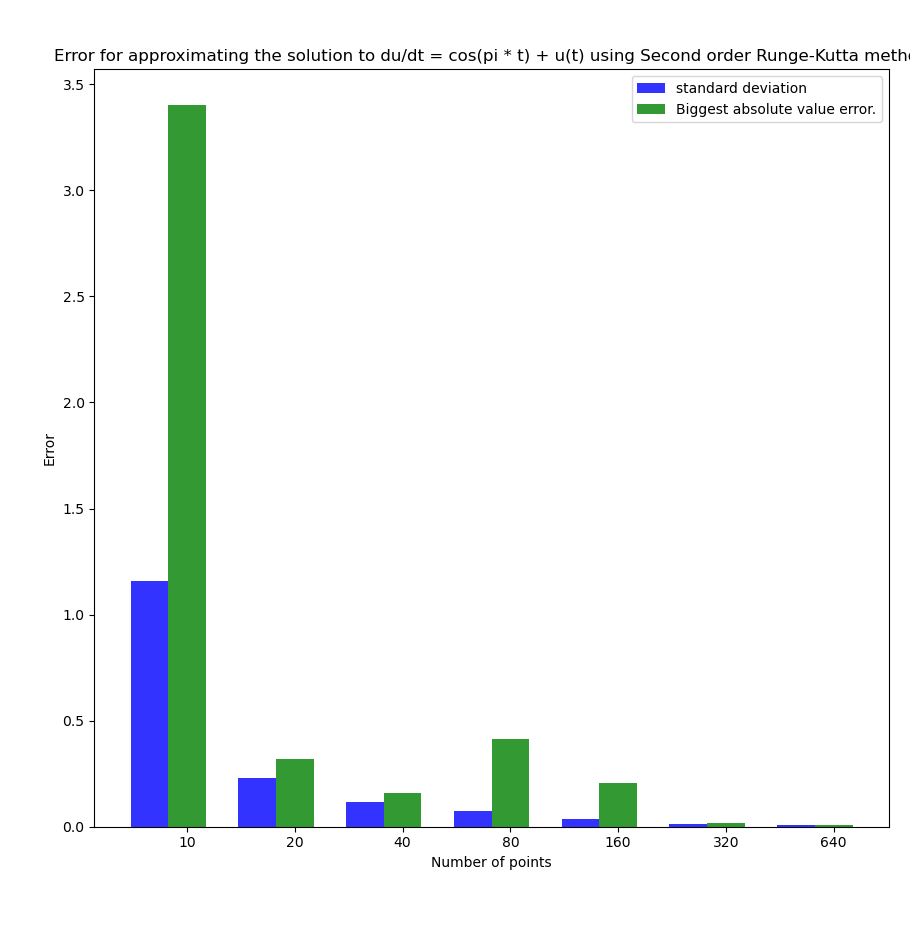 Error for approximating the solution to du/dt = cos(pi * t) + u(t) using Second order Runge-Kutta
standard deviation
Biggest absolute value error.
3.5
3.0
2.5
2.0
1.5
1.0
0.5
0.0
Error
10 20 40 80 160 320 640
Number of points